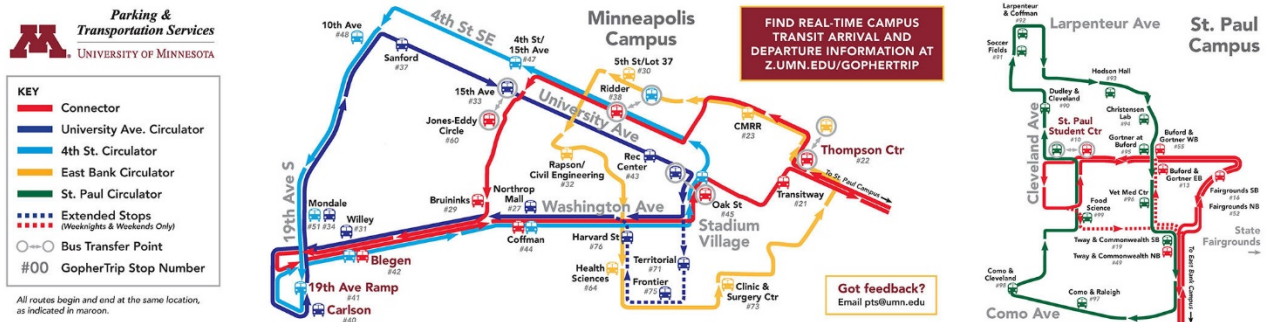 Parking &
Transportation Services
UNIVERSITY OF MINNESOTA
KEY
Connector
University Ave. Circulator
4th St. Circulator
East Bank Circulator
St. Paul Circulator
Extended Stops
(Weeknights & Weekends Only)
Bus Transfer Point
#00 GopherTrip Stop Number
All routes begin and end at the same location,
as indicated in maroon.
Minneapolis
Campus
FIND REAL-TIME CAMPUS
TRANSIT ARRIVAL AND
DEPARTURE INFORMATION AT
Z.UMN.EDU/GOPHERTRIP
10th Ave
#48
4th St SE
4th St/
15th Ave
#47
Sanford
#37
15th Ave
#33
5th St/Lot 37
#30
Ridder
#38
University Ave
Jones-Eddy
Circle
#60
CMRR
#23
Thompson Ctr
#22
To St. Paul Campus
Rapson/
Civil Engineering
#32
Rec
Center
#43
Transitway
#21
19th Ave S
Northrop
Mall
#27
Bruininks
#29
Washington Ave
Oak St
#45
Stadium
Village
Mondale
#51 #34
Willey
#31
Coffman
#44
Harvard St
#76
Blegen
#42
Territorial
#71
Health
Sciences
#64
Frontier
#75
Clinic &
Surgery Ctr
#73
19th Ave Ramp
#41
Carlson
#40
Got feedback?
Email pts@umn.edu
St. Paul
Campus
Larpenteur
& Coffman
#92
Larpenteur Ave
Soccer
Fields
#91
Hodson Hall
#93
Dudley &
Cleveland
#90
Christensen
Lab
#94
Cleveland Ave
St. Paul
Student Ctr
Gortner at
Buford
#95
Buford &
Gortner WB
#55
Buford &
Gortner EB
#13
Vet Med Ctr
#96
Fairgrounds SB
#16
Fairgrounds NB
#52
Food
Science
#99
State
Fairgrounds
Tway & Commonwealth SB
#19
Tway & Commonwealth NB
#49
To East Bank Campus
Como &
Cleveland
#98
Como & Raleigh
#97
Como Ave